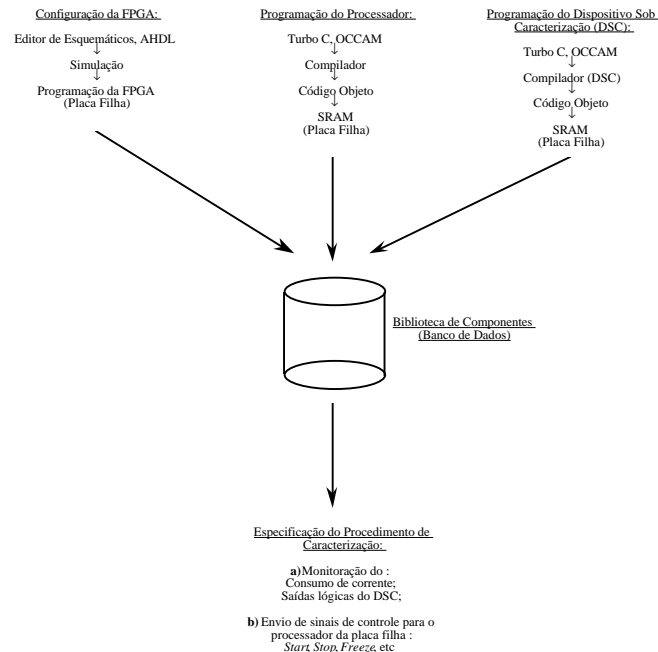 Configuração da FPGA:
Editor de Esquemáticos, AHDL
↓
Simulação
↓
Programação da FPGA
(Placa Filha)
Programação do Processador:
Turbo C, OCCAM
↓
Compilador
↓
Código Objeto
↓
SRAM
(Placa Filha)
Programação do Dispositivo Sob
Caracterização (DSC):
Turbo C, OCCAM
↓
Compilador (DSC)
↓
Código Objeto
↓
SRAM
(Placa Filha)
Biblioteca de Componentes
(Banco de Dados)
Especificação do Procedimento de
Caracterização:
a)Monitoração do :
Consumo de corrente;
Saídas lógicas do DSC;
b) Envio de sinais de controle para o
processador da placa filha :
Start, Stop, Freeze, etc